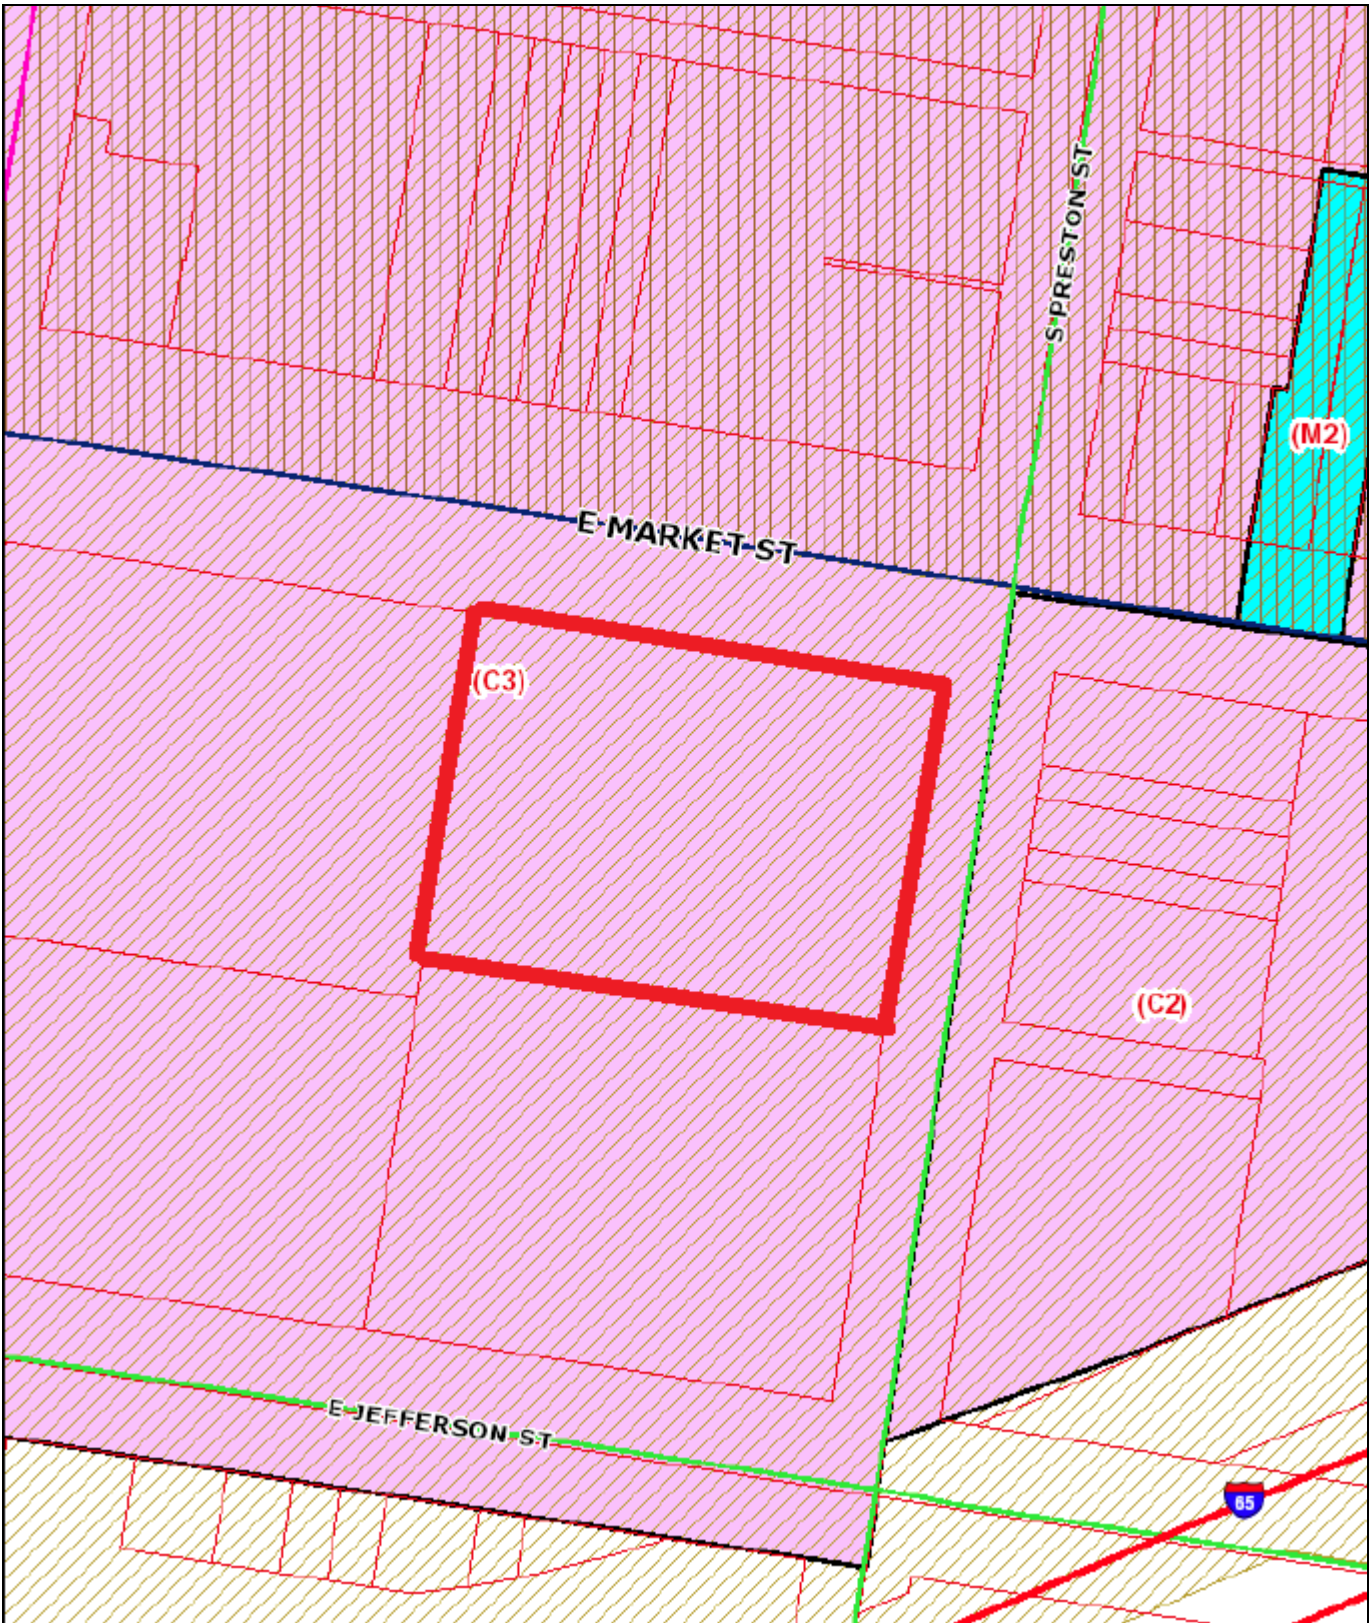 S PRESTON ST
(M2)
E MARKET ST
(C3)
(C2)
E JEFFERSON ST
65